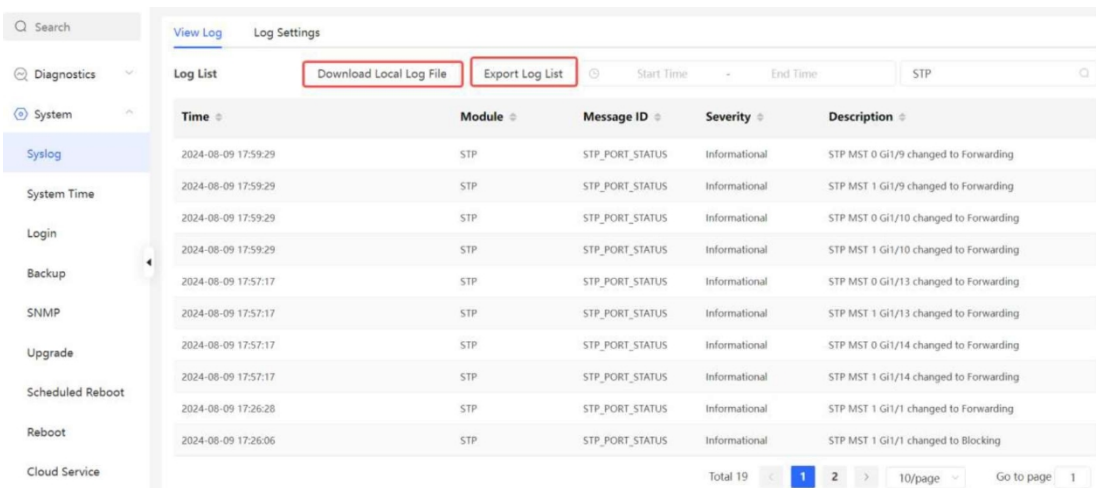 Search
View Log Log Settings
Diagnostics
Log List Download Local Log File Export Log List Start Time - End Time STP
System
Time Module Message ID Severity Description
Syslog
2024-08-09 17:59:29 STP STP_PORT_STATUS Informational STP MST 0 Gi1/9 changed to Forwarding
2024-08-09 17:59:29 STP STP_PORT_STATUS Informational STP MST 1 Gi1/9 changed to Forwarding
System Time
2024-08-09 17:59:29 STP STP_PORT_STATUS Informational STP MST 0 Gi1/10 changed to Forwarding
Login
2024-08-09 17:59:29 STP STP_PORT_STATUS Informational STP MST 1 Gi1/10 changed to Forwarding
Backup
2024-08-09 17:57:17 STP STP_PORT_STATUS Informational STP MST 0 Gi1/13 changed to Forwarding
SNMP
2024-08-09 17:57:17 STP STP_PORT_STATUS Informational STP MST 1 Gi1/13 changed to Forwarding
Upgrade
2024-08-09 17:57:17 STP STP_PORT_STATUS Informational STP MST 0 Gi1/14 changed to Forwarding
2024-08-09 17:57:17 STP STP_PORT_STATUS Informational STP MST 1 Gi1/14 changed to Forwarding
Scheduled Reboot
2024-08-09 17:26:28 STP STP_PORT_STATUS Informational STP MST 1 Gi1/1 changed to Forwarding
Reboot
2024-08-09 17:26:06 STP STP_PORT_STATUS Informational STP MST 1 Gi1/1 changed to Blocking
Cloud Service
Total 19 < 1 2 > 10/page Go to page 1